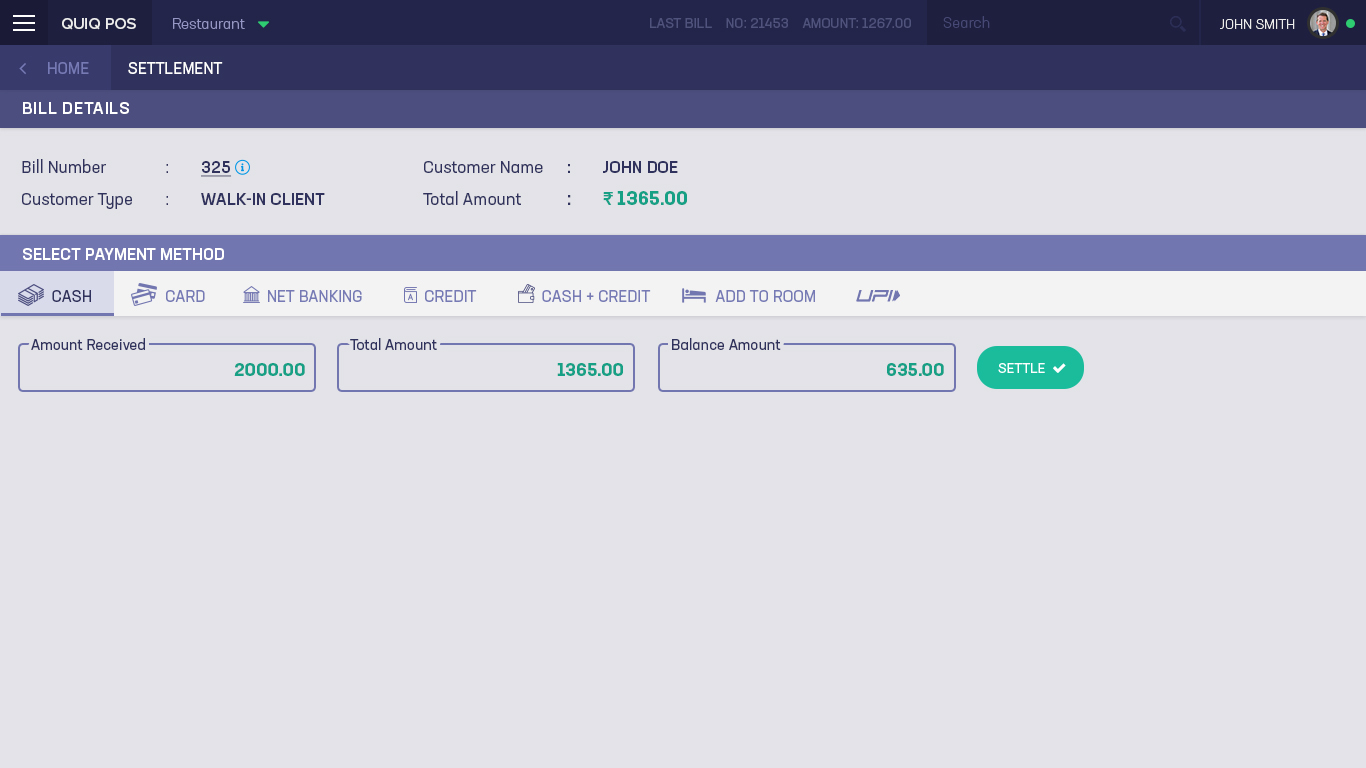 QUIQ POS Restaurant LAST BILL NO: 21453 AMOUNT: 1267.00 Search JOHN SMITH
HOME SETTLEMENT
BILL DETAILS
Bill Number : 325 Customer Name : JOHN DOE
Customer Type : WALK-IN CLIENT Total Amount : ₹ 1365.00
SELECT PAYMENT METHOD
CASH CARD NET BANKING A CREDIT CASH + CREDIT ADD TO ROOM UPI
Amount Received Total Amount Balance Amount
2000.00 1365.00 635.00 SETTLE